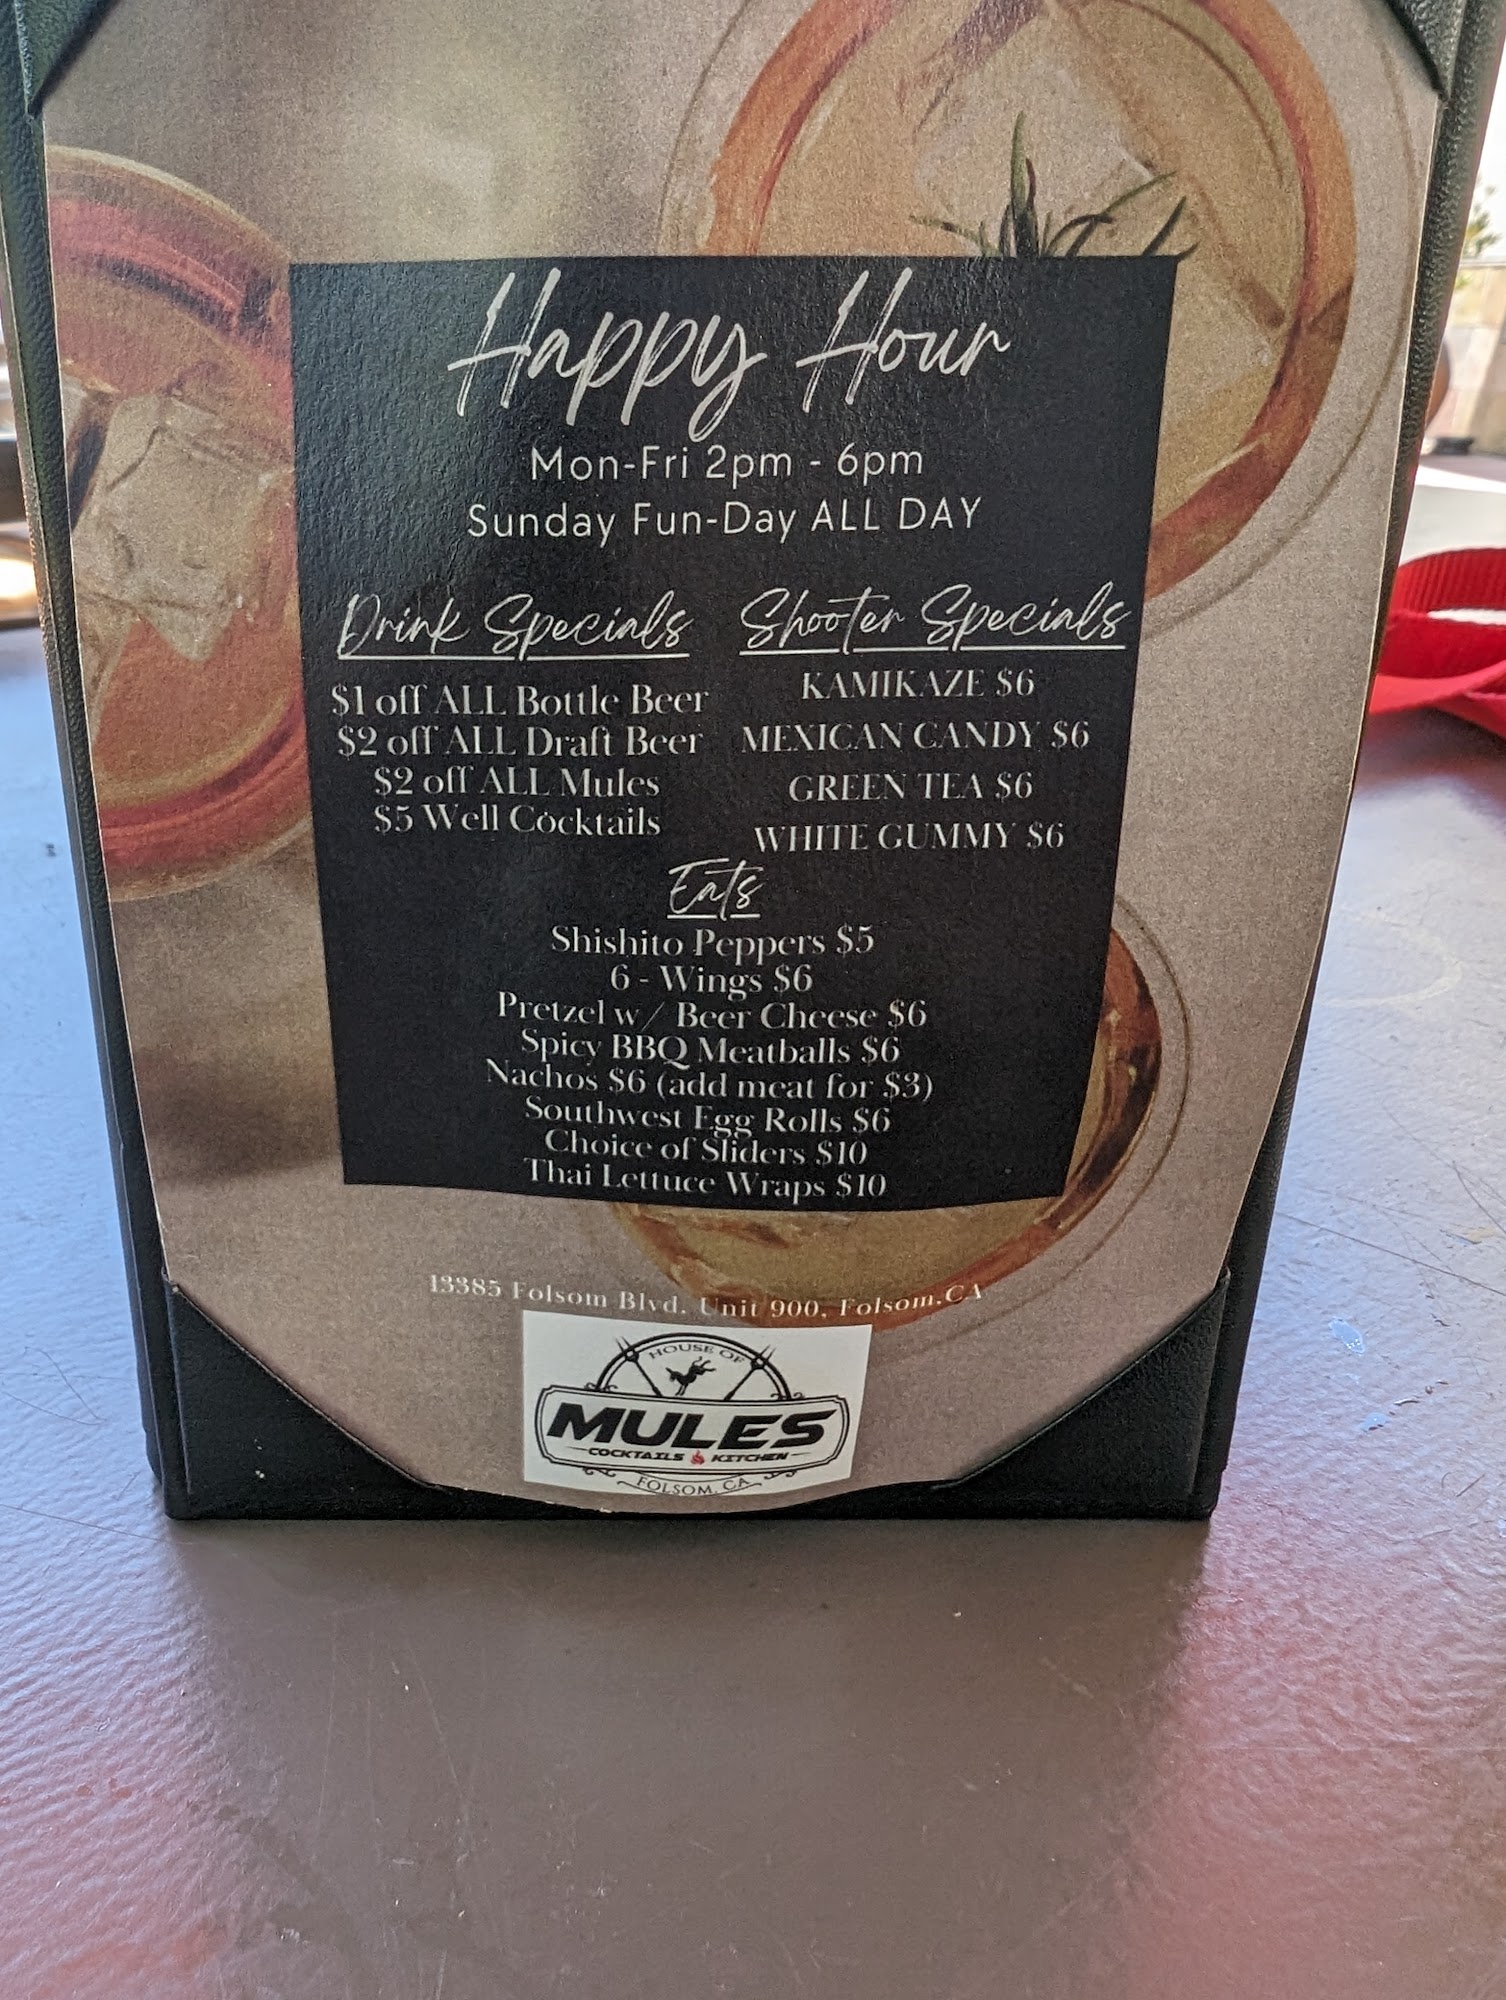 Happy Hour
Mon-Fri 2pm - 6pm
Sunday Fun-Day ALL DAY
Drink Specials
$1 off ALL Bottle Beer
$2 off ALL Draft Beer
$2 off ALL Mules
$5 Well Cocktails
Shooter Specials
KAMIKAZE $6
MEXICAN CANDY $6
GREEN TEA $6
WHITE GUMMY $6
Eats
Shishito Peppers $5
6 - Wings $6
Pretzel w/ Beer Cheese $6
Spicy BBQ Meatballs $6
Nachos $6 (add meat for $3)
Southwest Egg Rolls $6
Choice of Sliders $10
Thai Lettuce Wraps $10
13385 Folsom Blvd. Unit 900, Folsom, CA
HOUSE OF
MULES
COCKTAILS KITCHEN
FOLSOM, CA